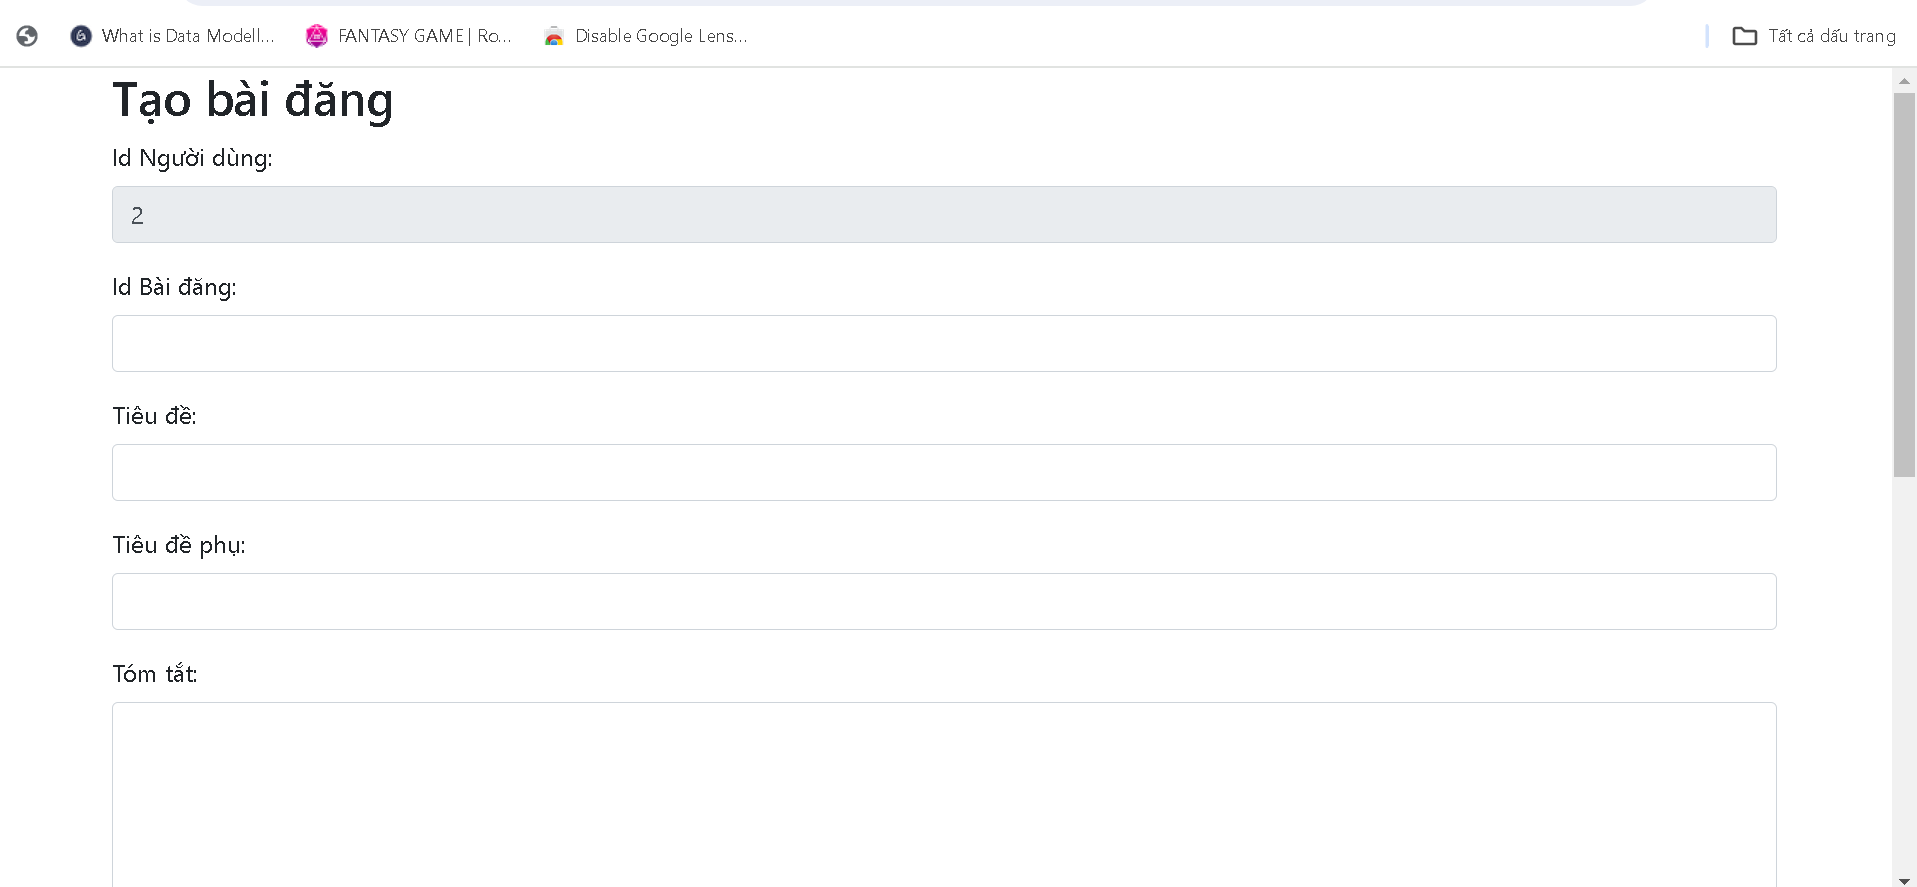 What is Data Modell...
FANTASY GAME | Ro...
Disable Google Lens...
Tất cả dấu trang
Tạo bài đăng
Id Người dùng:
2
Id Bài đăng:
Tiêu đề:
Tiêu đề phụ:
Tóm tắt: